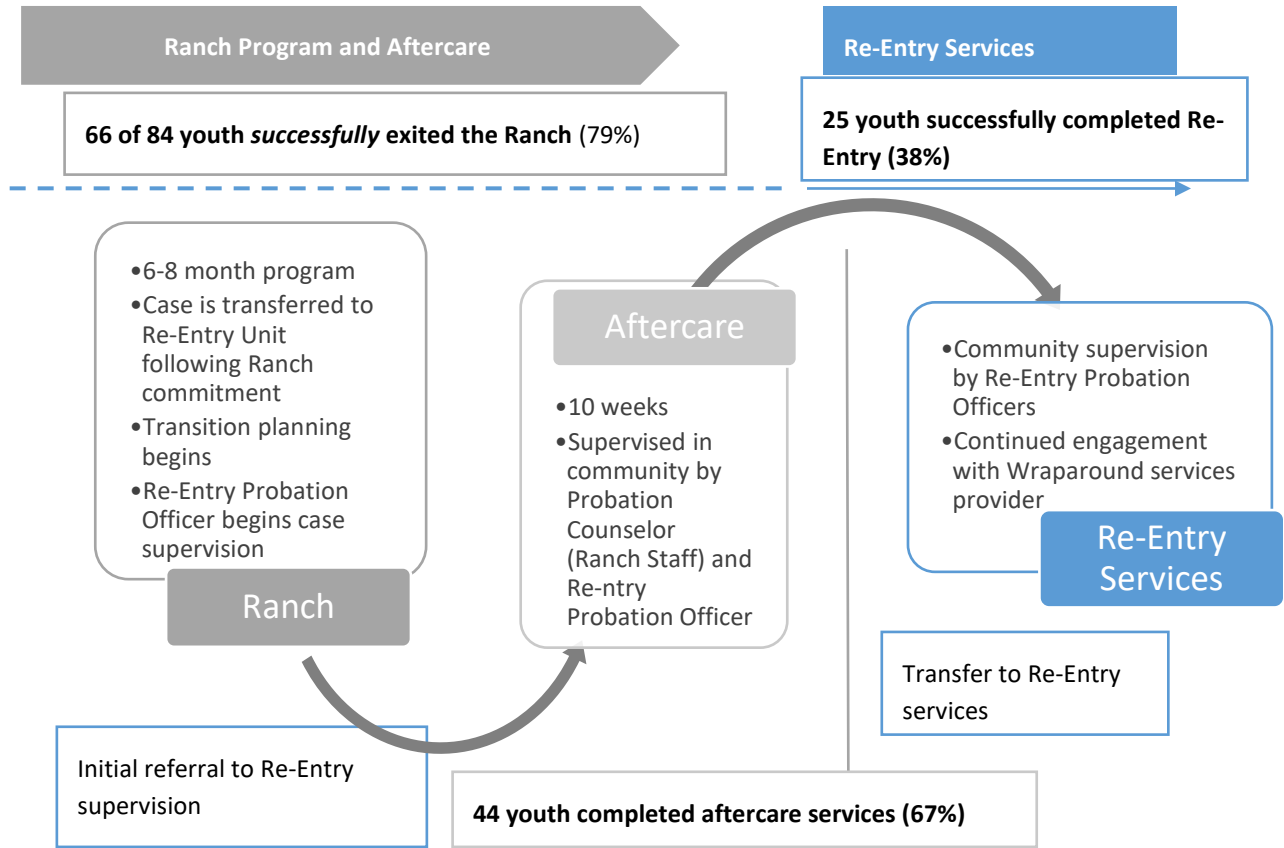 Ranch Program and Aftercare
Re-Entry Services
66 of 84 youth successfully exited the Ranch (79%)
25 youth successfully completed Re-
Entry (38%)
•6-8 month program
•Case is transferred to
Re-Entry Unit
following Ranch
commitment
•Transition planning
begins
•Re-Entry Probation
Officer begins case
supervision
Ranch
Aftercare
•10 weeks
•Supervised in
community by
Probation
Counselor
(Ranch Staff) and
Re-ntry
Probation Officer
•Community supervision
by Re-Entry Probation
Officers
•Continued engagement
with Wraparound services
provider
Re-Entry
Services
Initial referral to Re-Entry
supervision
44 youth completed aftercare services (67%)
Transfer to Re-Entry
services